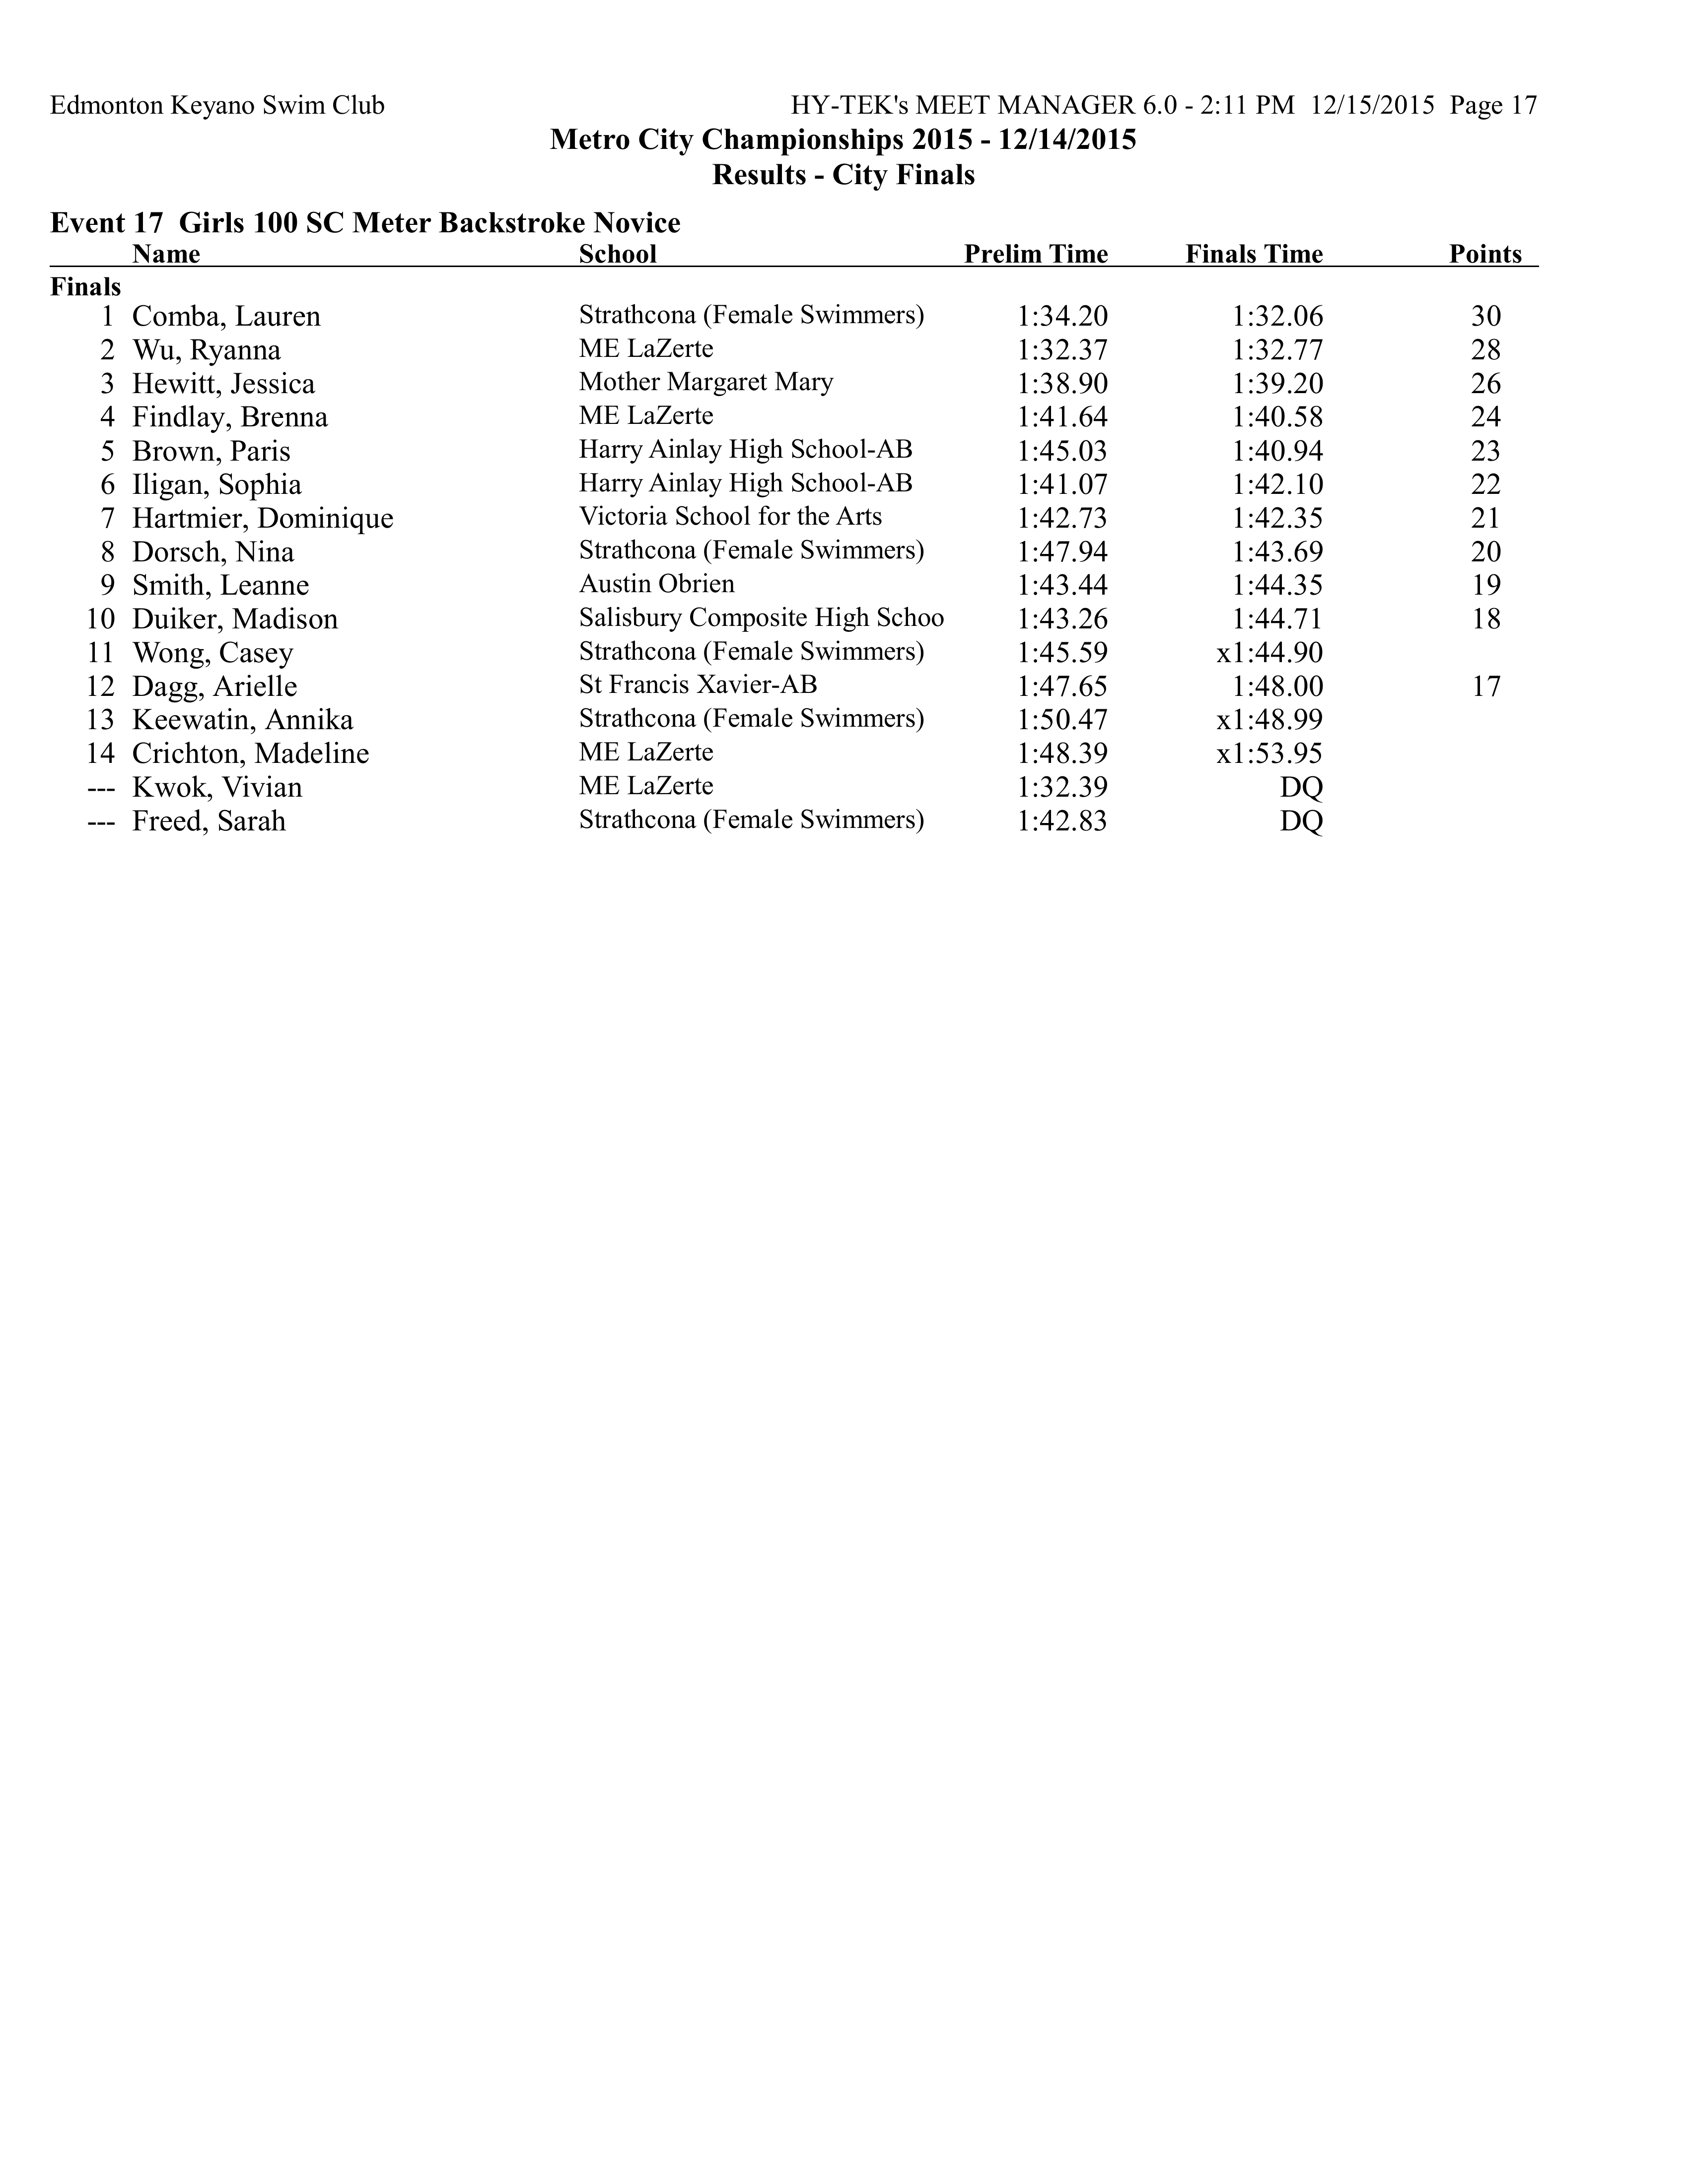 Edmonton Keyano Swim Club HY-TEK's MEET MANAGER 6.0 - 2:11 PM 12/15/2015 Page 17
Metro City Championships 2015 - 12/14/2015
Results - City Finals
Event 17 Girls 100 SC Meter Backstroke Novice
Name School Prelim Time Finals Time Points
Finals
1 Comba, Lauren Strathcona (Female Swimmers) 1:34.20 1:32.06 30
2 Wu, Ryanna ME LaZerte 1:32.37 1:32.77 28
3 Hewitt, Jessica Mother Margaret Mary 1:38.90 1:39.20 26
4 Findlay, Brenna ME LaZerte 1:41.64 1:40.58 24
5 Brown, Paris Harry Ainlay High School-AB 1:45.03 1:40.94 23
6 Iligan, Sophia Harry Ainlay High School-AB 1:41.07 1:42.10 22
7 Hartmier, Dominique Victoria School for the Arts 1:42.73 1:42.35 21
8 Dorsch, Nina Strathcona (Female Swimmers) 1:47.94 1:43.69 20
9 Smith, Leanne Austin Obrien 1:43.44 1:44.35 19
10 Duiker, Madison Salisbury Composite High Schoo 1:43.26 1:44.71 18
11 Wong, Casey Strathcona (Female Swimmers) 1:45.59 x1:44.90
12 Dagg, Arielle St Francis Xavier-AB 1:47.65 1:48.00 17
13 Keewatin, Annika Strathcona (Female Swimmers) 1:50.47 x1:48.99
14 Crichton, Madeline ME LaZerte 1:48.39 x1:53.95
--- Kwok, Vivian ME LaZerte 1:32.39 DQ
--- Freed, Sarah Strathcona (Female Swimmers) 1:42.83 DQ